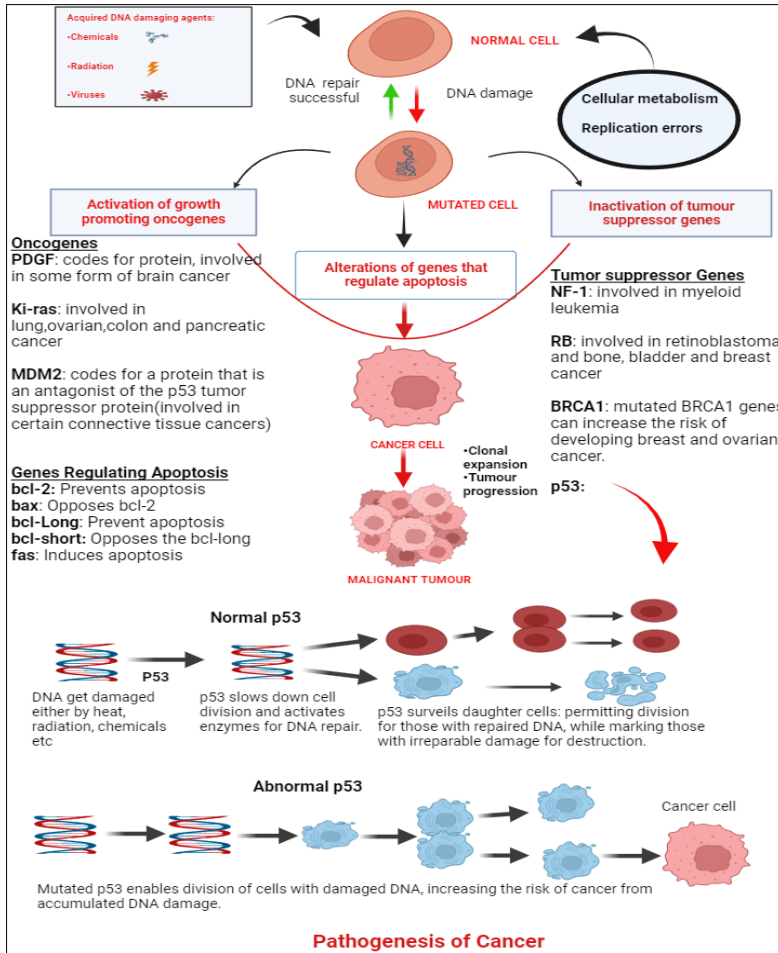 Acquired DNA damaging agents:
•Chemicals
•Radiation
•Viruses
NORMAL CELL
DNA repair
successful
DNA damage
Cellular metabolism
Replication errors
MUTATED CELL
Activation of growth
promoting oncogenes
Inactivation of tumour
suppressor genes
Alterations of genes that
regulate apoptosis
Oncogenes
PDGF: codes for protein, involved
in some form of brain cancer
Ki-ras: involved in
lung,ovarian,colon and pancreatic
cancer
MDM2: codes for a protein that is
an antagonist of the p53 tumor
suppressor protein(involved in
certain connective tissue cancers)
Genes Regulating Apoptosis
bcl-2: Prevents apoptosis
bax: Opposes bcl-2
bcl-Long: Prevent apoptosis
bcl-short: Opposes the bcl-long
fas: Induces apoptosis
CANCER CELL
•Clonal
expansion
•Tumour
progression
MALIGNANT TUMOUR
Tumor suppressor Genes
NF-1: involved in myeloid
leukemia
RB: involved in retinoblastoma
and bone, bladder and breast
cancer
BRCA1: mutated BRCA1 genes
can increase the risk of
developing breast and ovarian
cancer.
p53:
Normal p53
P53
DNA get damaged
either by heat,
radiation, chemicals
etc
p53 slows down cell
division and activates
enzymes for DNA repair.
p53 surveils daughter cells: permitting division
for those with repaired DNA, while marking those
with irreparable damage for destruction.
Abnormal p53
Cancer cell
Mutated p53 enables division of cells with damaged DNA, increasing the risk of cancer from
accumulated DNA damage.
Pathogenesis of Cancer